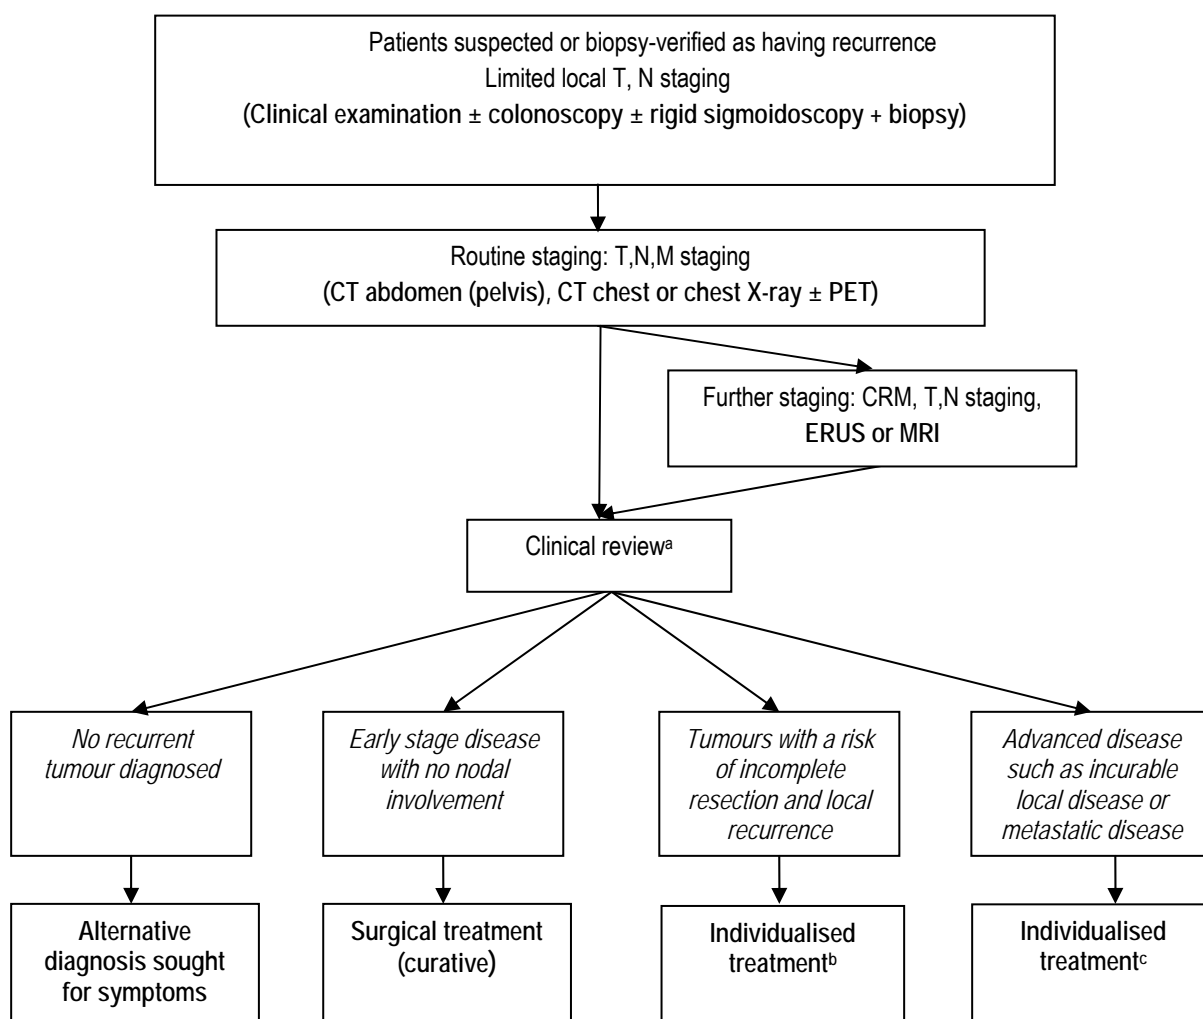 Patients suspected or biopsy-verified as having recurrence
Limited local T, N staging
(Clinical examination ± colonoscopy ± rigid sigmoidoscopy + biopsy)
Routine staging: T,N,M staging
(CT abdomen (pelvis), CT chest or chest X-ray ± PET)
Further staging: CRM, T,N staging,
ERUS or MRI
Clinical reviewᵃ
No recurrent
tumour diagnosed
Early stage disease
with no nodal
involvement
Tumours with a risk
of incomplete
resection and local
recurrence
Advanced disease
such as incurable
local disease or
metastatic disease
Alternative
diagnosis sought
for symptoms
Surgical treatment
(curative)
Individualised
treatmentᵇ
Individualised
treatmentᶜ